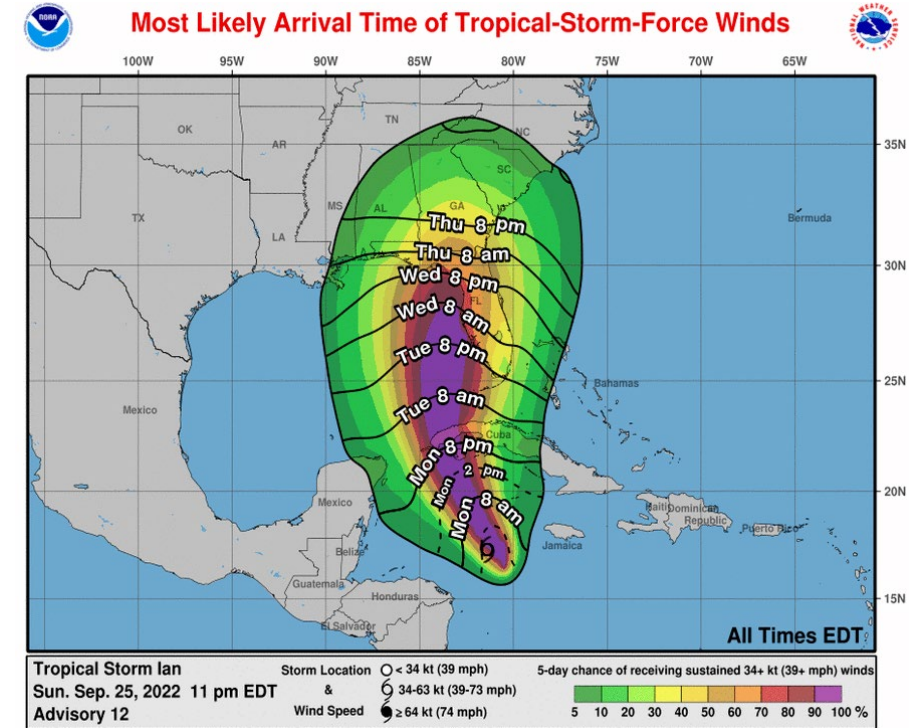 Most Likely Arrival Time of Tropical-Storm-Force Winds
NOAA
NATIONAL WEATHER SERVICE
100W 95W 90W 85W 80W 75W 70W 65W
35N
30N
25N
20N
15N
OK
AR
TN
NC
SC
TX
LA
MS
AL
GA
FL
Bermuda
Thu 8 pm
Thu 8 am
Wed 8 pm
Wed 8 am
Tue 8 pm
Tue 8 am
Mon 8 pm
Mon 2 pm
Mon 8 am
Bahamas
Mexico
Cuba
Mexico
Haiti
Dominican
Republic
Puerto Rico
Jamaica
Belize
Guatemala
Honduras
El Salvador
All Times EDT
Tropical Storm Ian
Sun. Sep. 25, 2022 11 pm EDT
Advisory 12
Storm Location
&
Wind Speed
< 34 kt (39 mph)
34-63 kt (39-73 mph)
≥ 64 kt (74 mph)
5-day chance of receiving sustained 34+ kt (39+ mph) winds
5 10 20 30 40 50 60 70 80 90 100 %